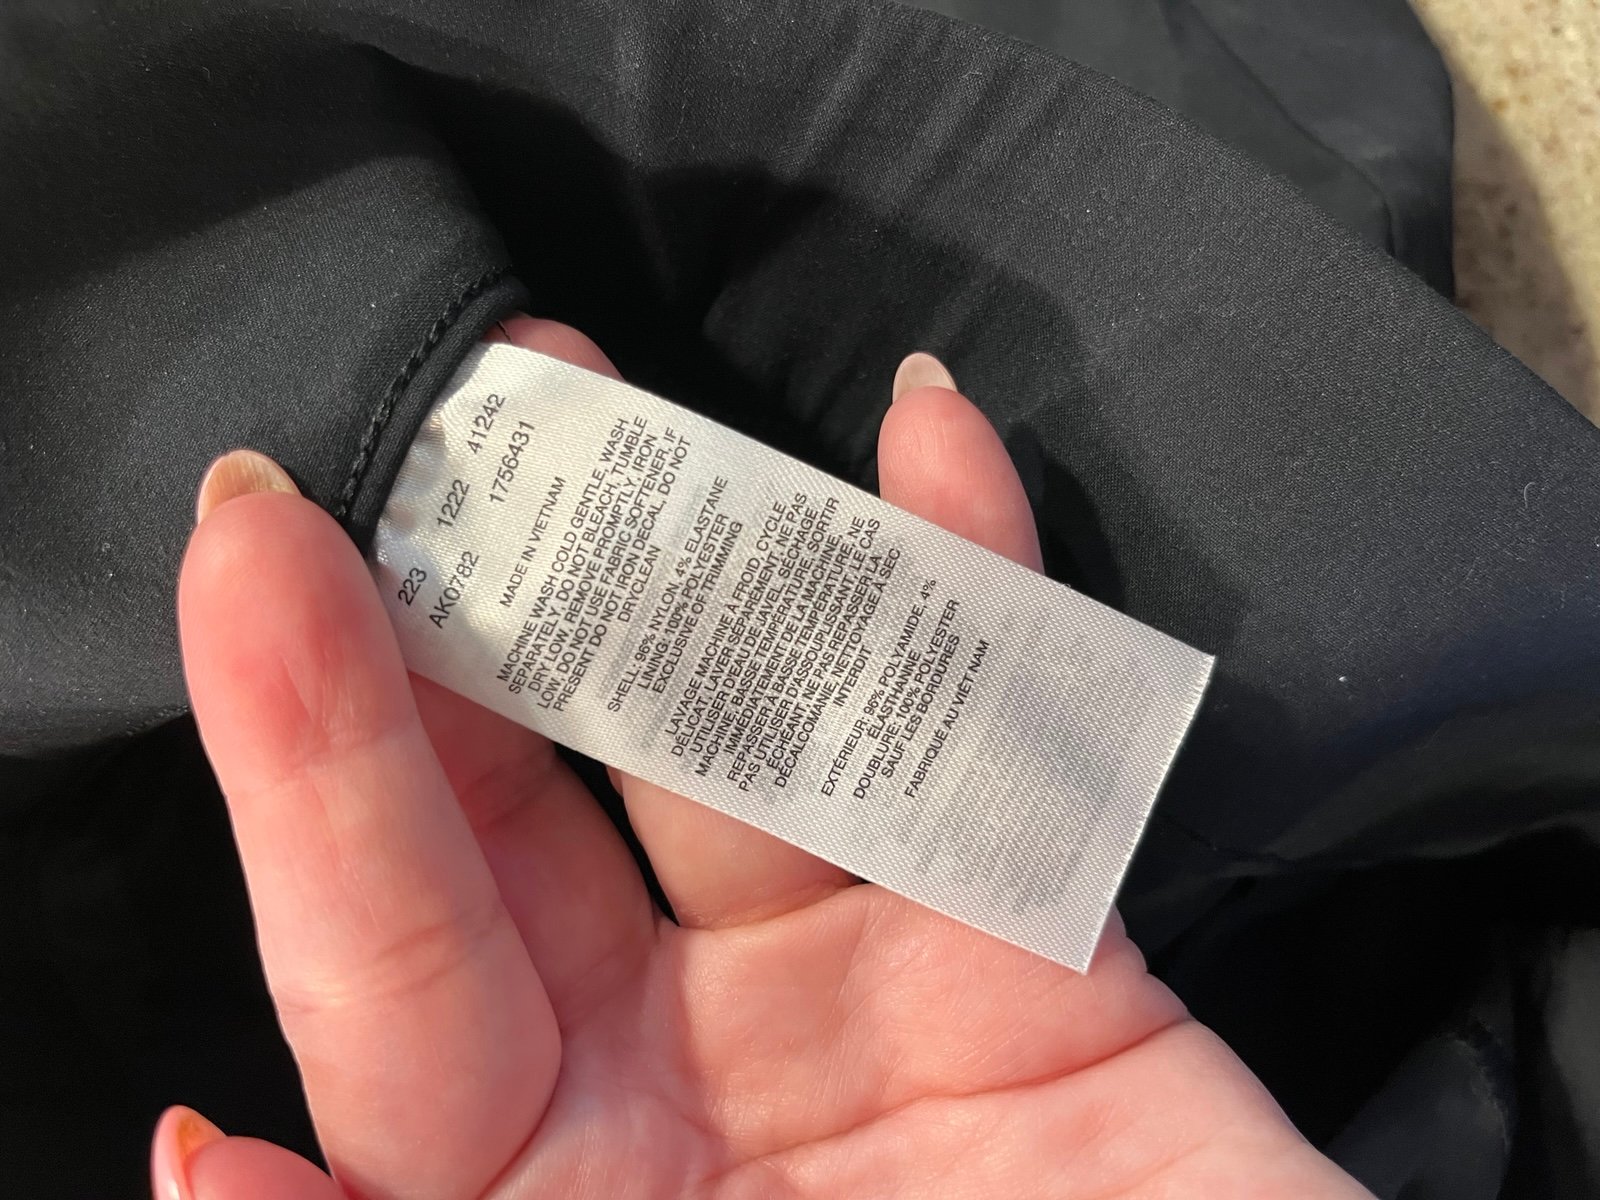 223 1222 41242
AK0782 1756431
MADE IN VIETNAM
MACHINE WASH COLD GENTLE, WASH
SEPARATELY, DO NOT BLEACH, TUMBLE
DRY LOW, REMOVE PROMPTLY, IRON
LOW, DO NOT USE FABRIC SOFTENER, IF
PRESENT DO NOT IRON DECAL, DO NOT
DRYCLEAN
SHELL: 96% NYLON, 4% ELASTANE
LINING: 100% POLYESTER
EXCLUSIVE OF TRIMMING
LAVAGE MACHINE À FROID, CYCLE
DÉLICAT, LAVER SÉPARÉMENT, NE PAS
UTILISER D'EAU DE JAVEL, SÉCHAGE
MACHINE, BASSE TEMPÉRATURE, SORTIR
IMMÉDIATEMENT DE LA MACHINE,
REPASSER À BASSE TEMPÉRATURE, NE
PAS UTILISER D'ASSOUPLISSANT, LE CAS
ÉCHÉANT, NE PAS REPASSER LA
DÉCALCOMANIE, NETTOYAGE À SEC
INTERDIT
EXTÉRIEUR: 96% POLYAMIDE, 4%
ÉLASTHANNE
DOUBLURE: 100% POLYESTER
SAUF LES BORDURES
FABRIQUÉ AU VIET NAM